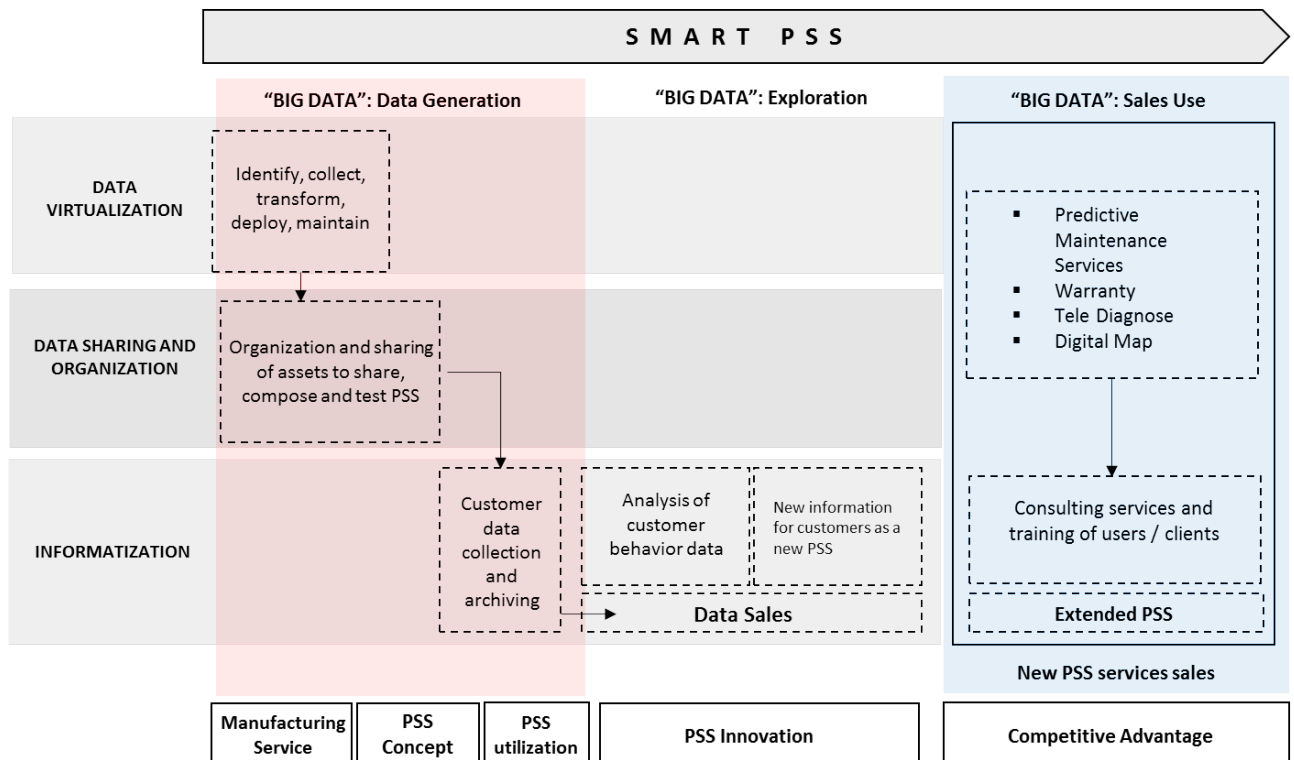 SMART PSS
“BIG DATA”: Data Generation
“BIG DATA”: Exploration
“BIG DATA”: Sales Use
DATA
VIRTUALIZATION
Identify, collect,
transform,
deploy, maintain
▪ Predictive
Maintenance
Services
▪ Warranty
▪ Tele Diagnose
▪ Digital Map
DATA SHARING AND
ORGANIZATION
Organization and sharing
of assets to share,
compose and test PSS
INFORMATIZATION
Customer
data
collection
and
archiving
Analysis of
customer
behavior data
New information
for customers as a
new PSS
Data Sales
Consulting services and
training of users / clients
Extended PSS
New PSS services sales
Manufacturing
Service
PSS
Concept
PSS
utilization
PSS Innovation
Competitive Advantage